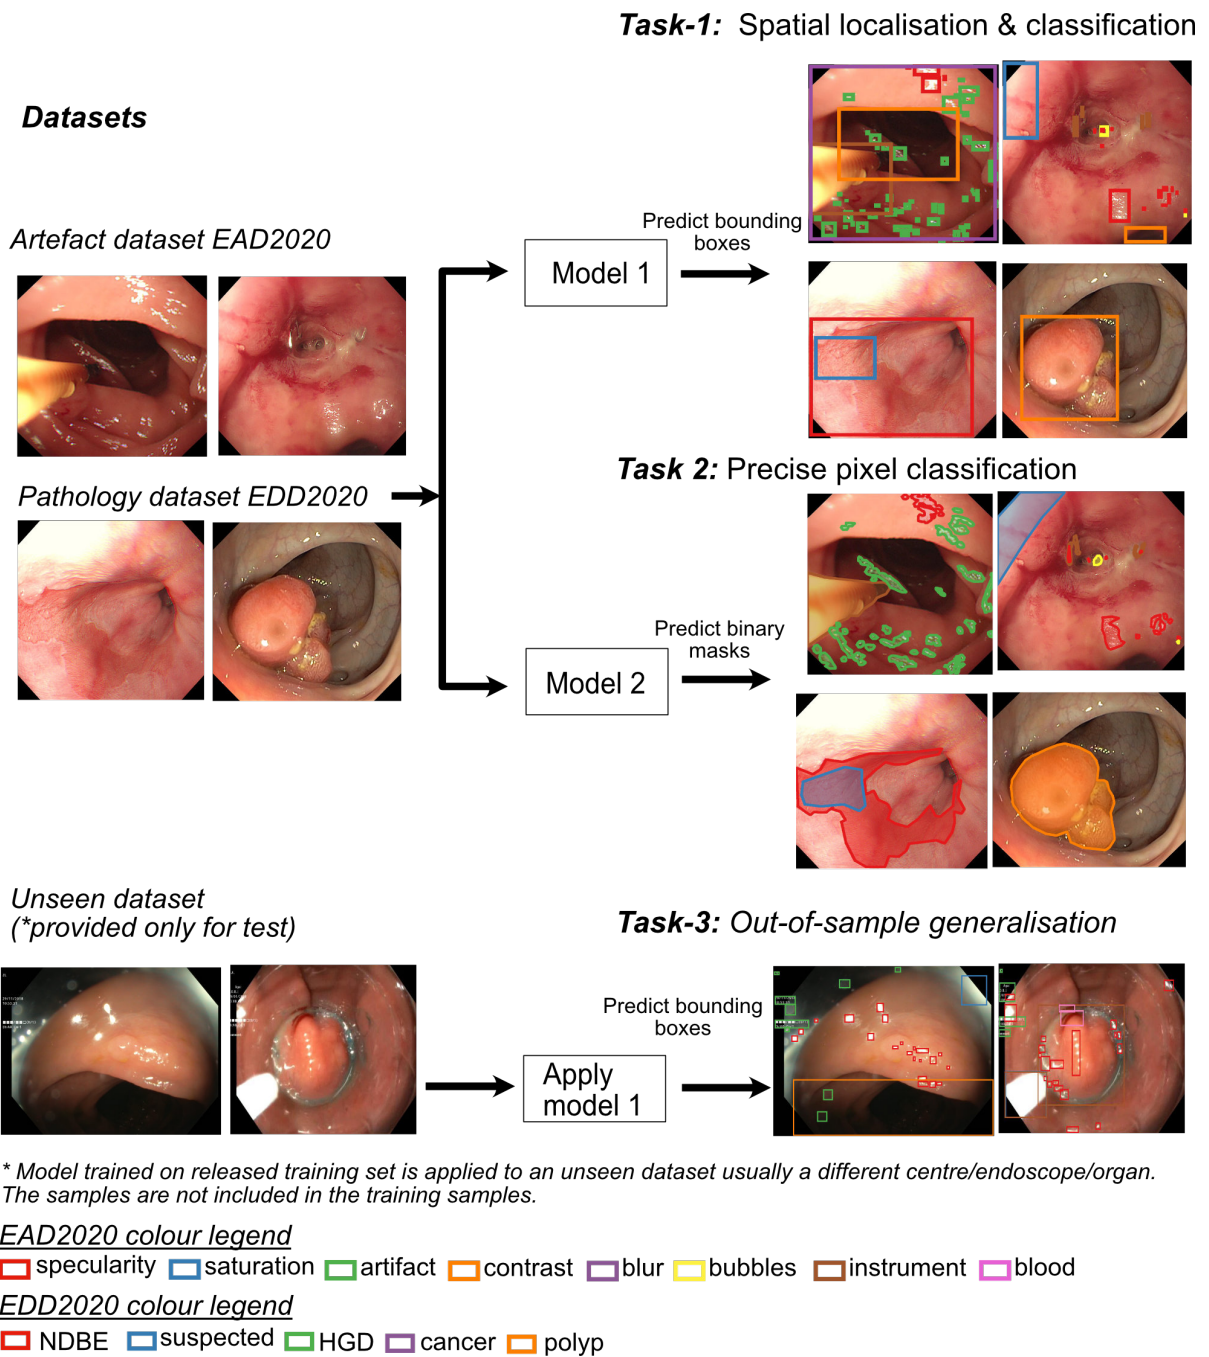 Task-1: Spatial localisation & classification
Datasets
Artefact dataset EAD2020
Predict bounding
boxes
Model 1
Pathology dataset EDD2020
Task 2: Precise pixel classification
Predict binary
masks
Model 2
Unseen dataset
(*provided only for test)
Task-3: Out-of-sample generalisation
Predict bounding
boxes
Apply
model 1
* Model trained on released training set is applied to an unseen dataset usually a different centre/endoscope/organ.
The samples are not included in the training samples.
EAD2020 colour legend
specularity saturation artifact contrast blur bubbles instrument blood
EDD2020 colour legend
NDBE suspected HGD cancer polyp